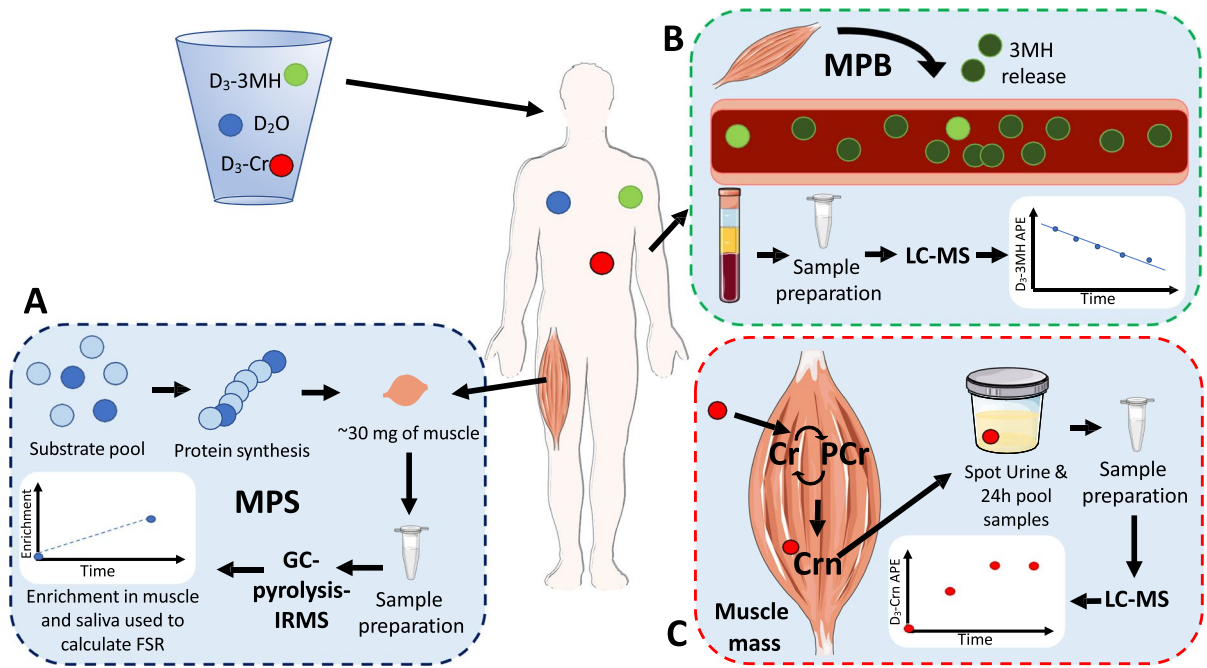 D₃-3MH
D₂O
D₃-Cr
A
Substrate pool
Protein synthesis
~30 mg of muscle
MPS
Enrichment
Time
GC-
pyrolysis-
IRMS
Sample
preparation
Enrichment in muscle
and saliva used to
calculate FSR
B
MPB
3MH
release
Sample
preparation
LC-MS
D₃-3MH APE
Time
C
Cr
PCr
Crn
Muscle
mass
Spot Urine &
24h pool
samples
Sample
preparation
LC-MS
D₃-Crn APE
Time